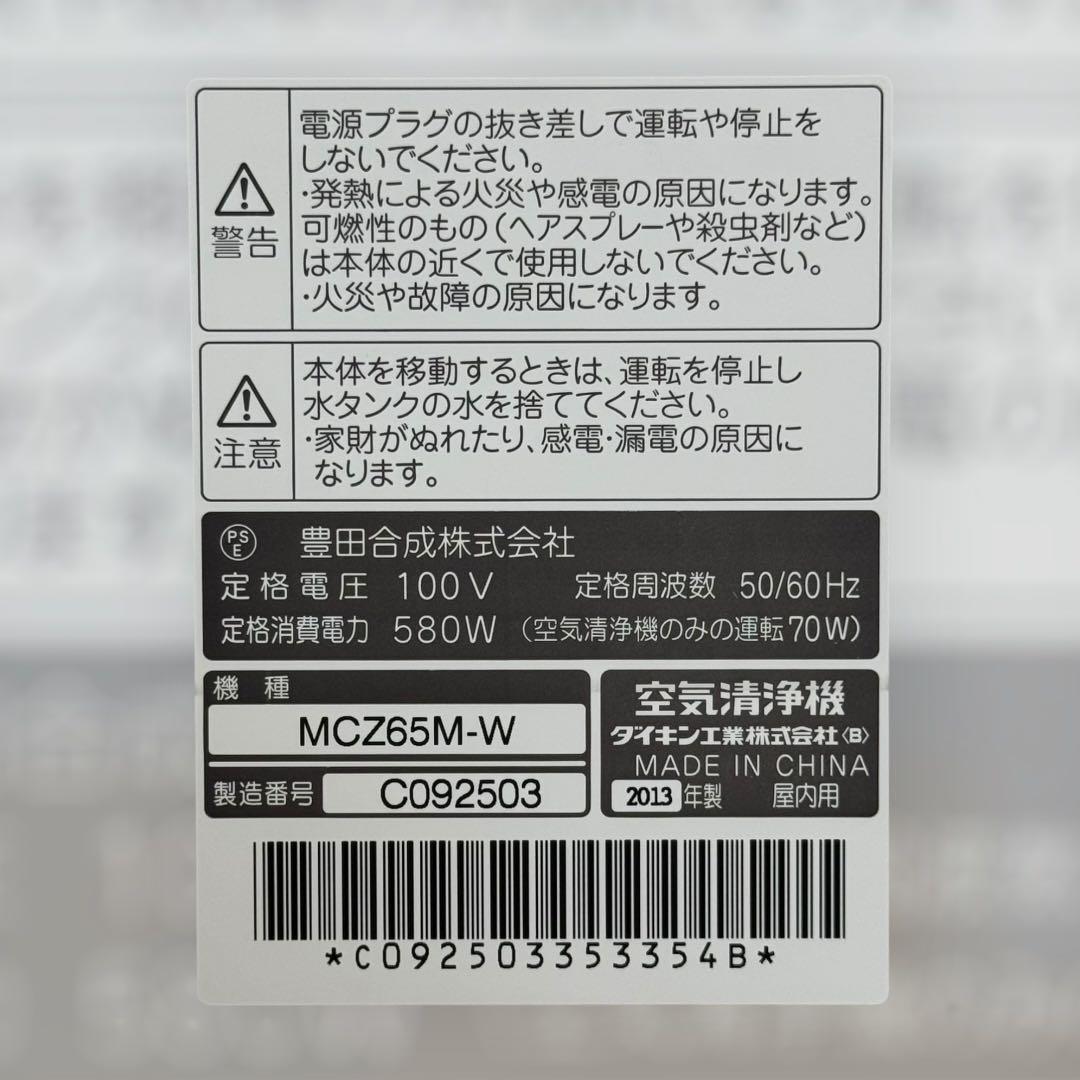 警告
電源プラグの抜き差しで運転や停止を
しないでください。
・発熱による火災や感電の原因になります。
可燃性のもの(ヘアスプレーや殺虫剤など)
は本体の近くで使用しないでください。
・火災や故障の原因になります。
注意
本体を移動するときは、運転を停止し
水タンクの水を捨ててください。
・家財がぬれたり、感電・漏電の原因に
なります。
PS
E
豊田合成株式会社
定格電圧 100V 定格周波数 50/60Hz
定格消費電力 580W (空気清浄機のみの運転70W)
機種
MCZ65M-W
製造番号 C092503
空気清浄機
ダイキン工業株式会社〈B〉
MADE IN CHINA
2013年製 屋内用
*C092503353354B*